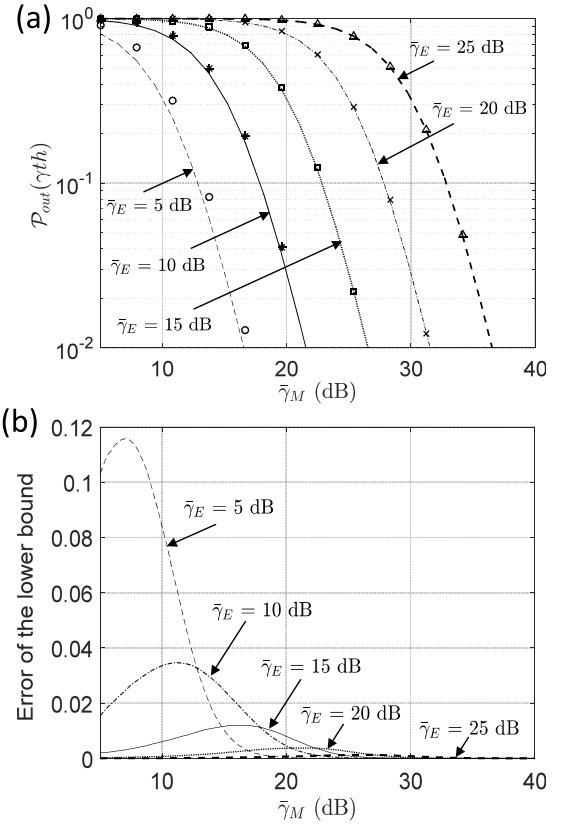 (a)
10^0
10^-1
10^-2
𝒫_out(γth)
γ̄_E = 25 dB
γ̄_E = 20 dB
γ̄_E = 5 dB
γ̄_E = 10 dB
γ̄_E = 15 dB
10 20 30 40
γ̄_M (dB)
(b)
0.12
0.1
0.08
0.06
0.04
0.02
0
Error of the lower bound
γ̄_E = 5 dB
γ̄_E = 10 dB
γ̄_E = 15 dB
γ̄_E = 20 dB
γ̄_E = 25 dB
10 20 30 40
γ̄_M (dB)